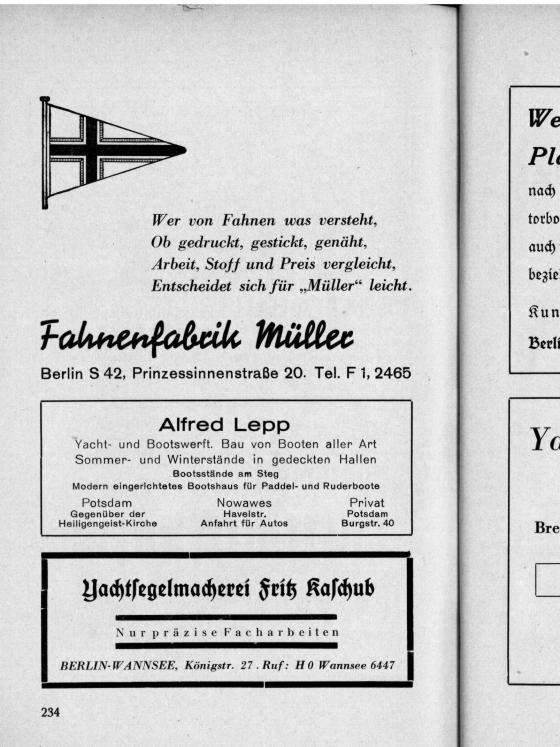 Wer von Fahnen was versteht,
Ob gedruckt, gestickt, genäht,
Arbeit, Stoff und Preis vergleicht,
Entscheidet sich für „Müller“ leicht.
Fahnenfabrik Müller
Berlin S 42, Prinzessinnenstraße 20. Tel. F 1, 2465
Alfred Lepp
Yacht- und Bootswerft. Bau von Booten aller Art
Sommer- und Winterstände in gedeckten Hallen
Bootsstände am Steg
Modern eingerichtetes Bootshaus für Paddel- und Ruderboote
Potsdam Nowawes Privat
Gegenüber der Havelstr. Potsdam
Heiligengeist-Kirche Anfahrt für Autos Burgstr. 40
Yachtsegelmacherei Fritz Kaschub
Nur präzise Facharbeiten
BERLIN-WANNSEE, Königstr. 27. Ruf: H 0 Wannsee 6447
234
nach
auch